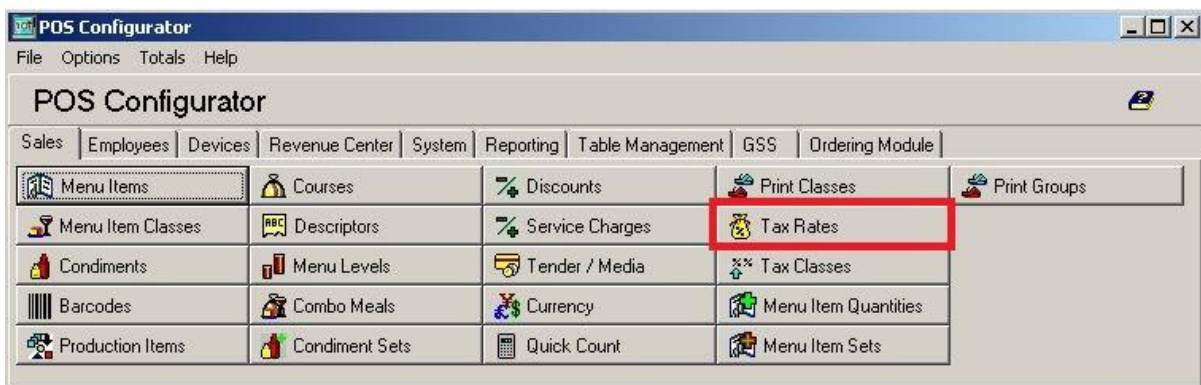 POS Configurator
File Options Totals Help
POS Configurator
Sales Employees Devices Revenue Center System Reporting Table Management GSS Ordering Module
Menu Items Courses Discounts Print Classes Print Groups
Menu Item Classes ABC Descriptors Service Charges Tax Rates
Condiments Menu Levels Tender / Media Tax Classes
Barcodes Combo Meals Currency Menu Item Quantities
Production Items Condiment Sets Quick Count Menu Item Sets